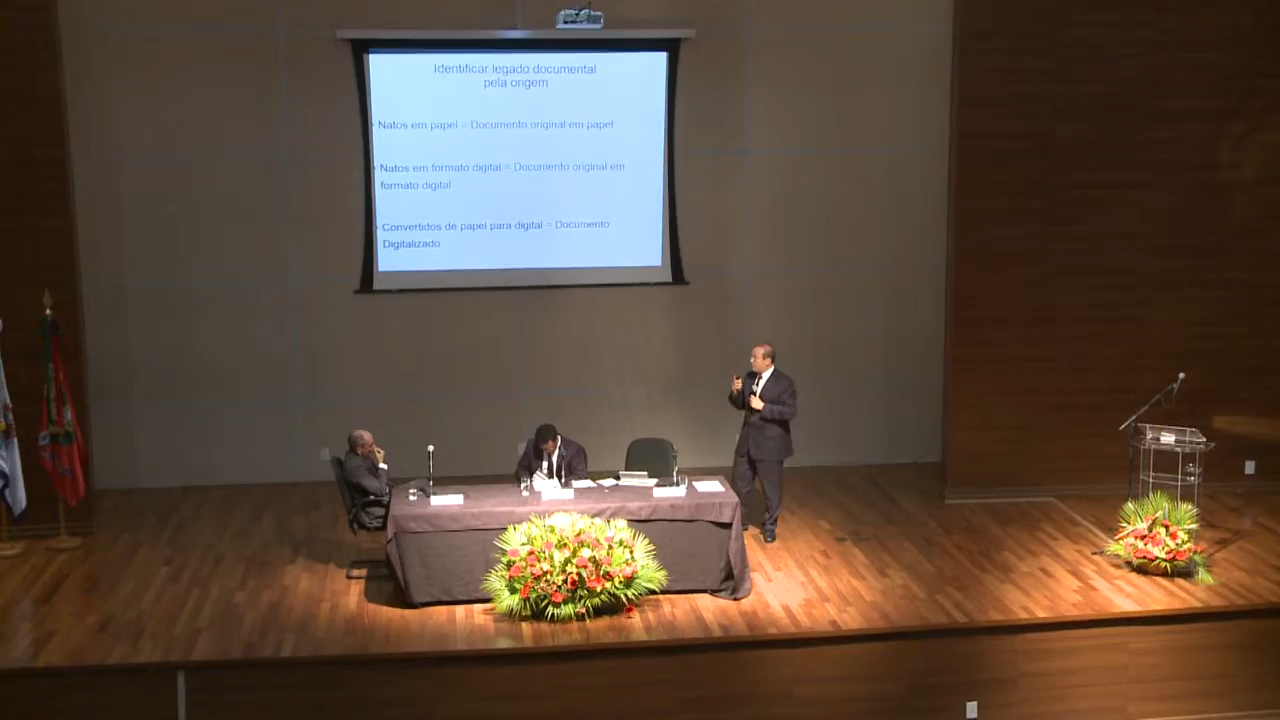 Identificar legado documental
pela origem
Natos em papel = Documento original em papel
Natos em formato digital = Documento original em
formato digital
Convertidos de papel para digital = Documento
Digitalizado